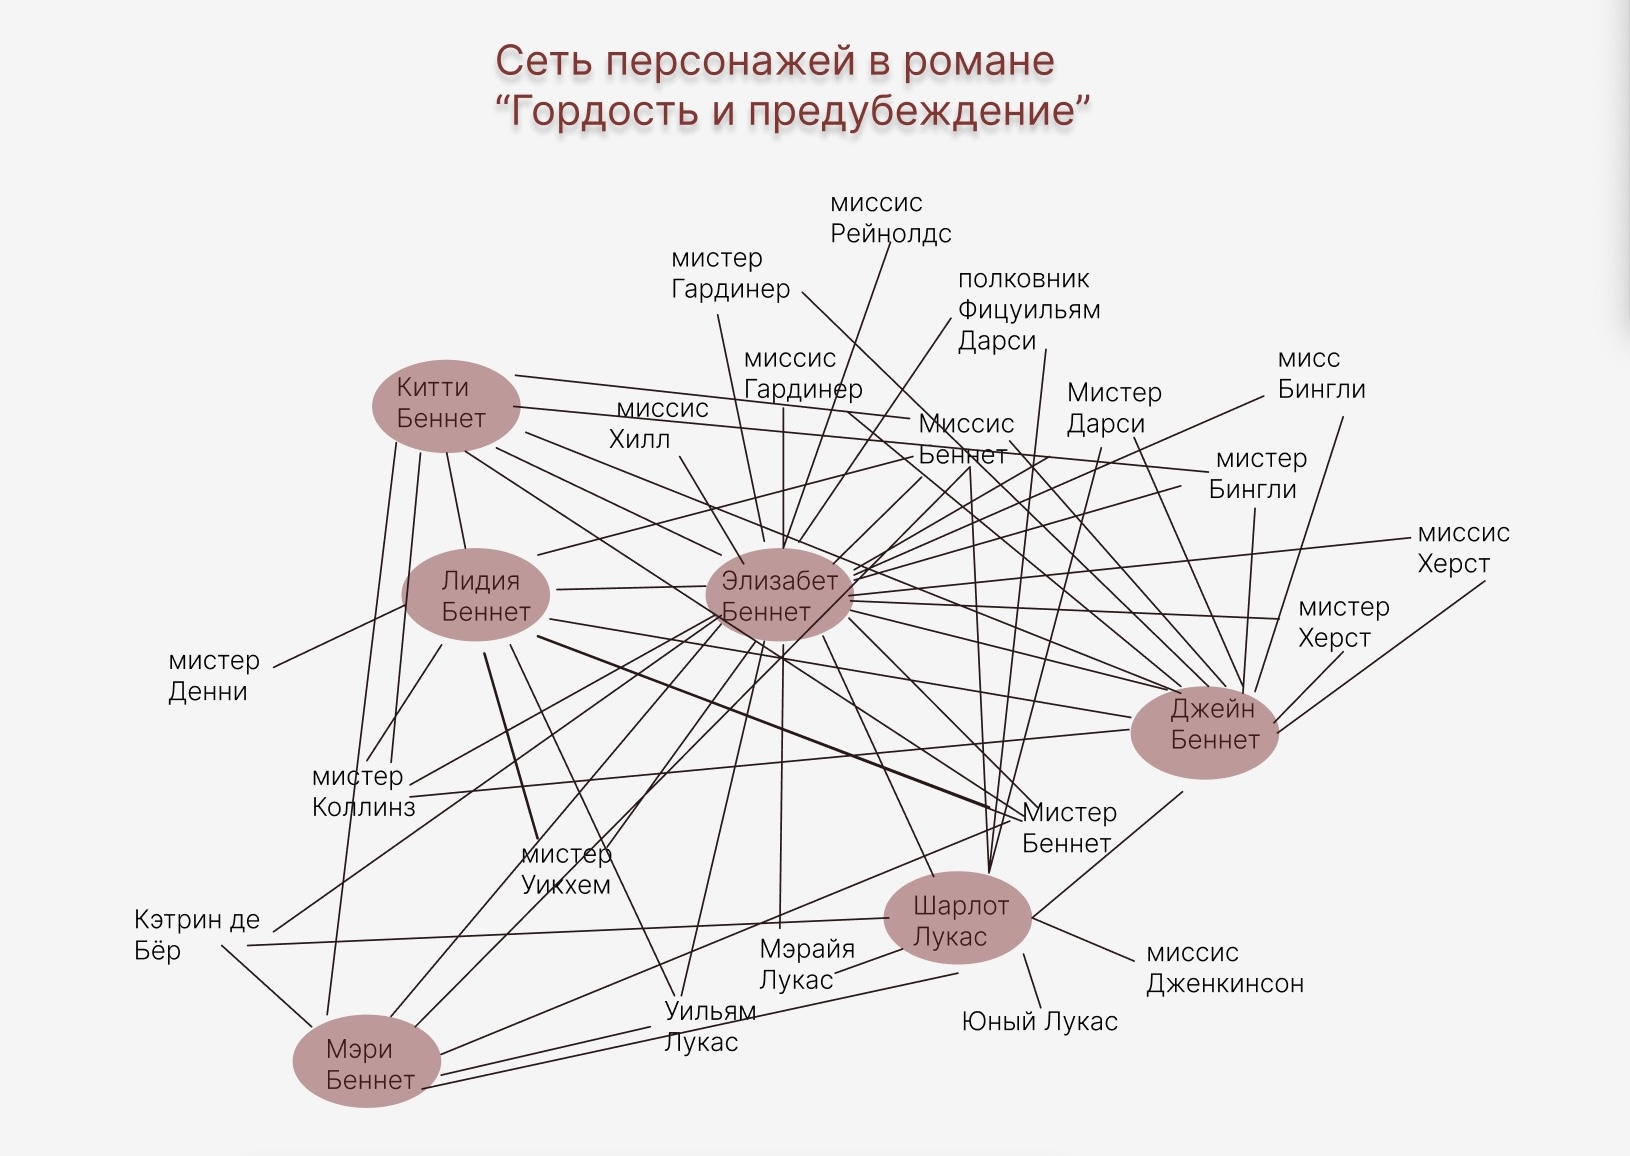 Сеть персонажей в романе
“Гордость и предубеждение”
миссис
Рейнолдс
мистер
Гардинер
полковник
Фицуильям
Дарси
миссис
Гардинер
мисс
Бингли
Китти
Беннет
миссис
Хилл
Мистер
Дарси
Миссис
Беннет
мистер
Бингли
миссис
Херст
Лидия
Беннет
Элизабет
Беннет
мистер
Херст
мистер
Денни
Джейн
Беннет
мистер
Коллинз
Мистер
Беннет
мистер
Уикхем
Кэтрин де
Бёр
Шарлот
Лукас
Мэрайя
Лукас
миссис
Дженкинсон
Уильям
Лукас
Юный Лукас
Мэри
Беннет